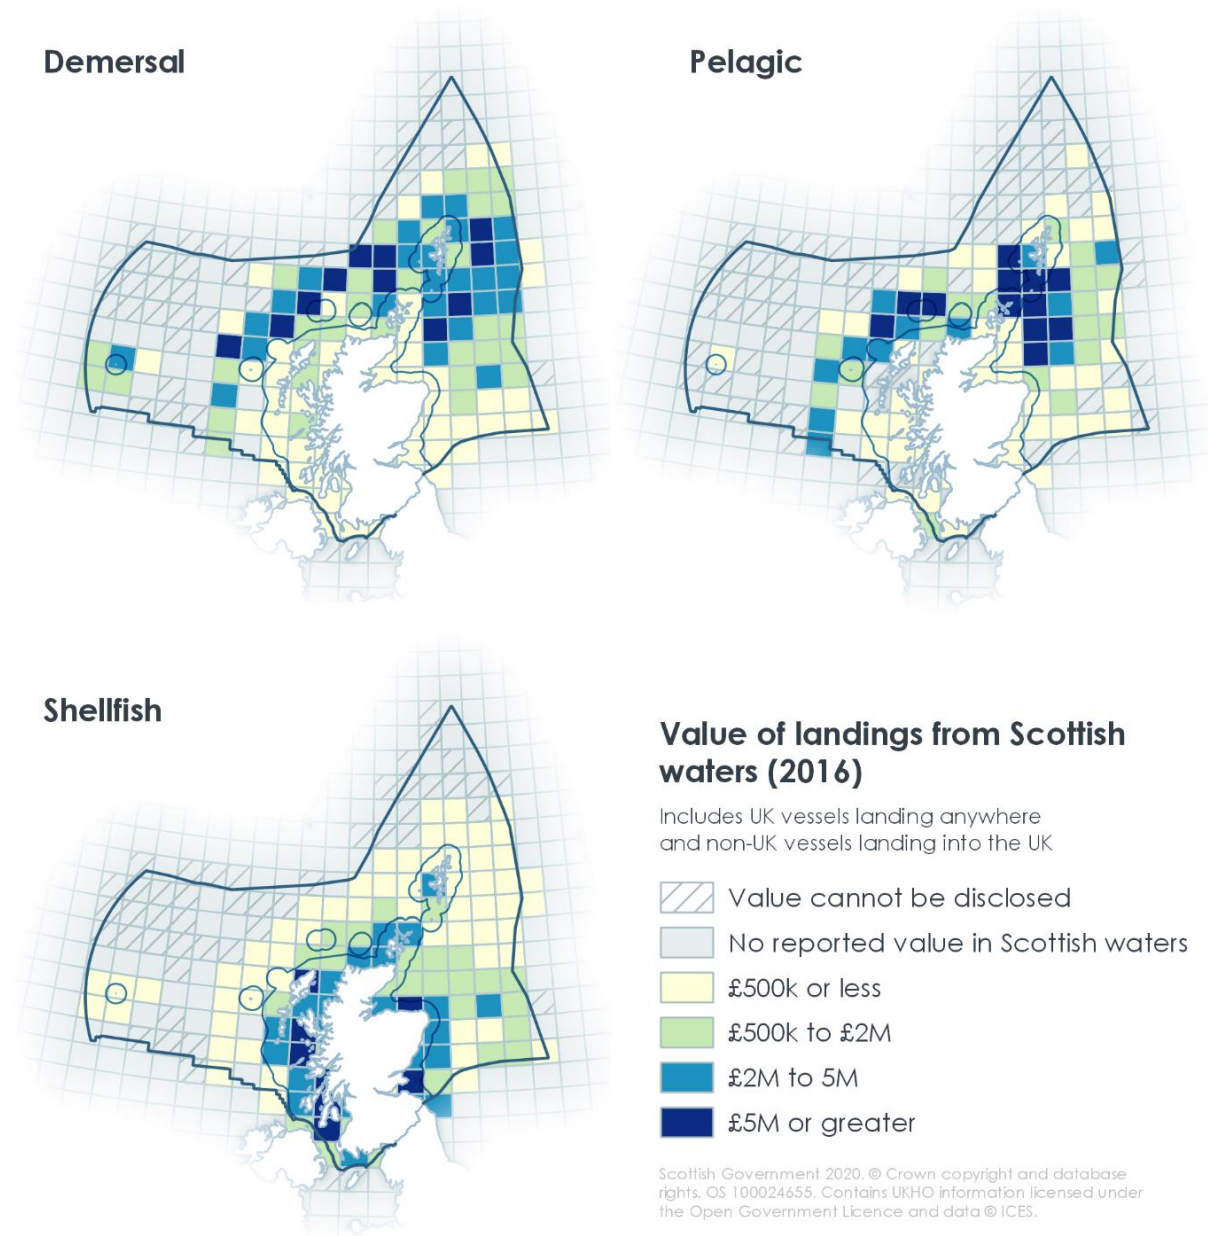 Demersal
Pelagic
Shellfish
Value of landings from Scottish
waters (2016)
Includes UK vessels landing anywhere
and non-UK vessels landing into the UK
Value cannot be disclosed
No reported value in Scottish waters
£500k or less
£500k to £2M
£2M to 5M
£5M or greater
Scottish Government 2020. © Crown copyright and database
rights. OS 100024655. Contains UKHO information licensed under
the Open Government Licence and data © ICES.